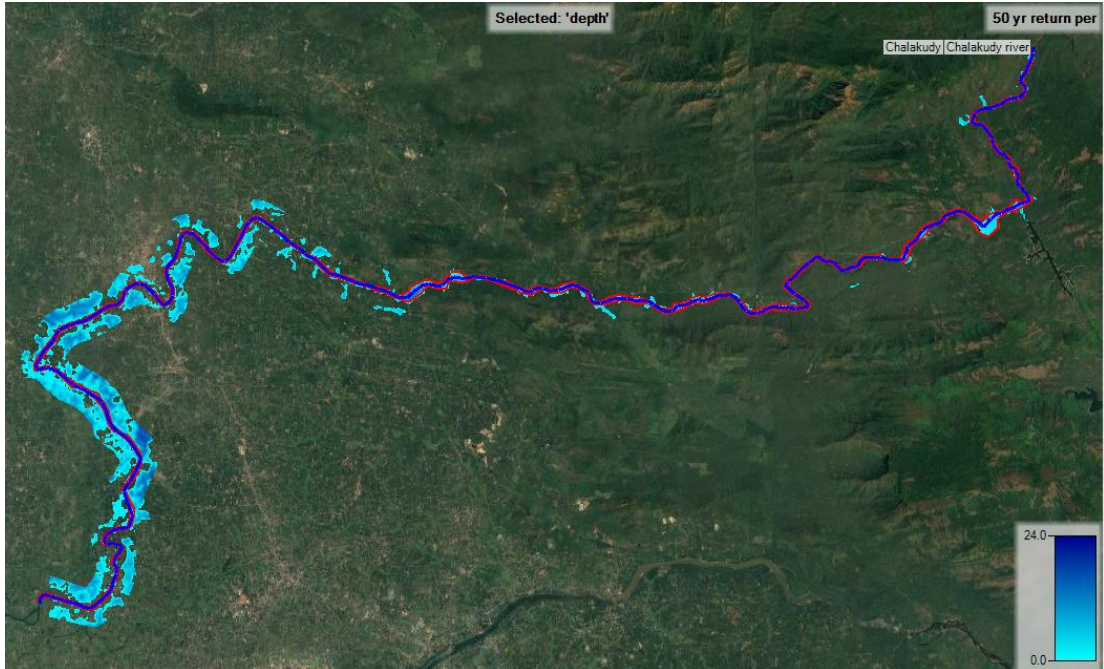 Selected: 'depth'
50 yr return per
Chalakudy Chalakudy river
24.0
0.0